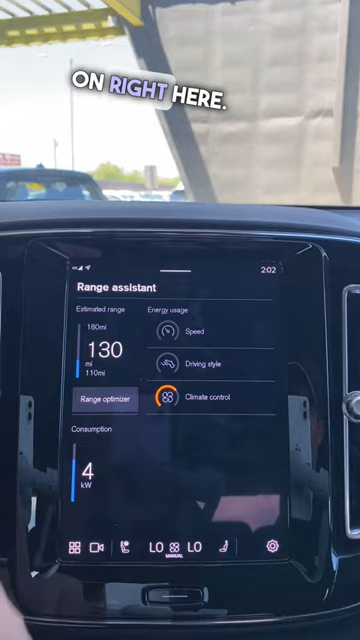 ON RIGHT HERE.
2:02
Range assistant
Estimated range
Energy usage
180mi
130
mi
110mi
Speed
Driving style
Range optimizer
Climate control
Consumption
4
kW
LO LO
MANUAL